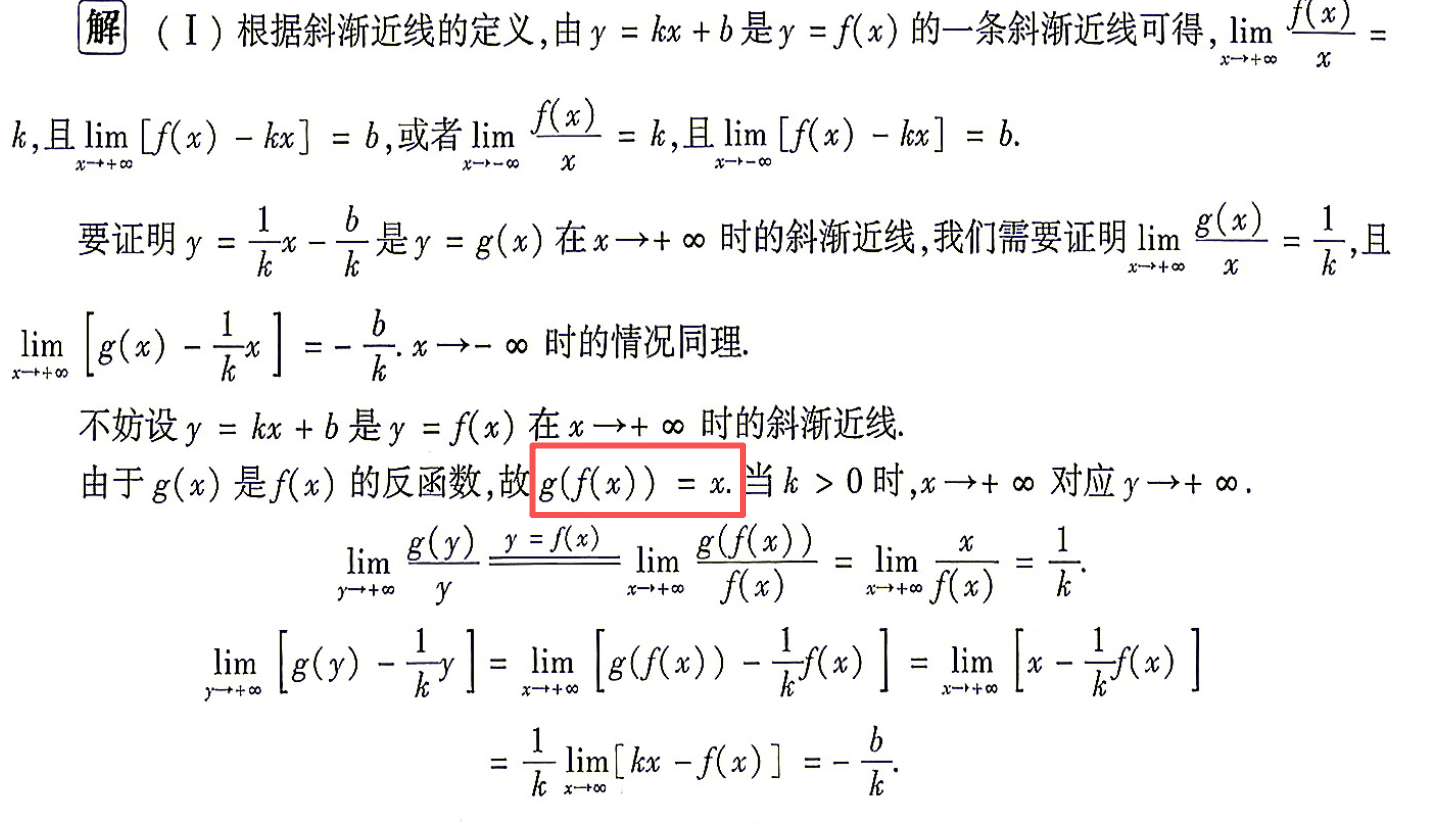 解 (Ⅰ)根据斜渐近线的定义,由 y = kx + b 是 y = f(x) 的一条斜渐近线可得, lim_{x→+∞} f(x)/x =
k,且 lim_{x→+∞} [f(x) − kx] = b,或者 lim_{x→−∞} f(x)/x = k,且 lim_{x→−∞} [f(x) − kx] = b.
要证明 y = 1/k x − b/k 是 y = g(x) 在 x→+∞ 时的斜渐近线,我们需要证明 lim_{x→+∞} g(x)/x = 1/k,且
lim_{x→+∞} [g(x) − 1/k x] = − b/k. x→−∞ 时的情况同理.
不妨设 y = kx + b 是 y = f(x) 在 x→+∞ 时的斜渐近线.
由于 g(x) 是 f(x) 的反函数,故 g(f(x)) = x. 当 k > 0 时, x→+∞ 对应 y→+∞.
lim_{y→+∞} g(y)/y \xlongequal{y = f(x)} lim_{x→+∞} g(f(x))/f(x) = lim_{x→+∞} x/f(x) = 1/k.
lim_{y→+∞} [g(y) − 1/k y] = lim_{x→+∞} [g(f(x)) − 1/k f(x)] = lim_{x→+∞} [x − 1/k f(x)]
= 1/k lim_{x→∞} [kx − f(x)] = − b/k.